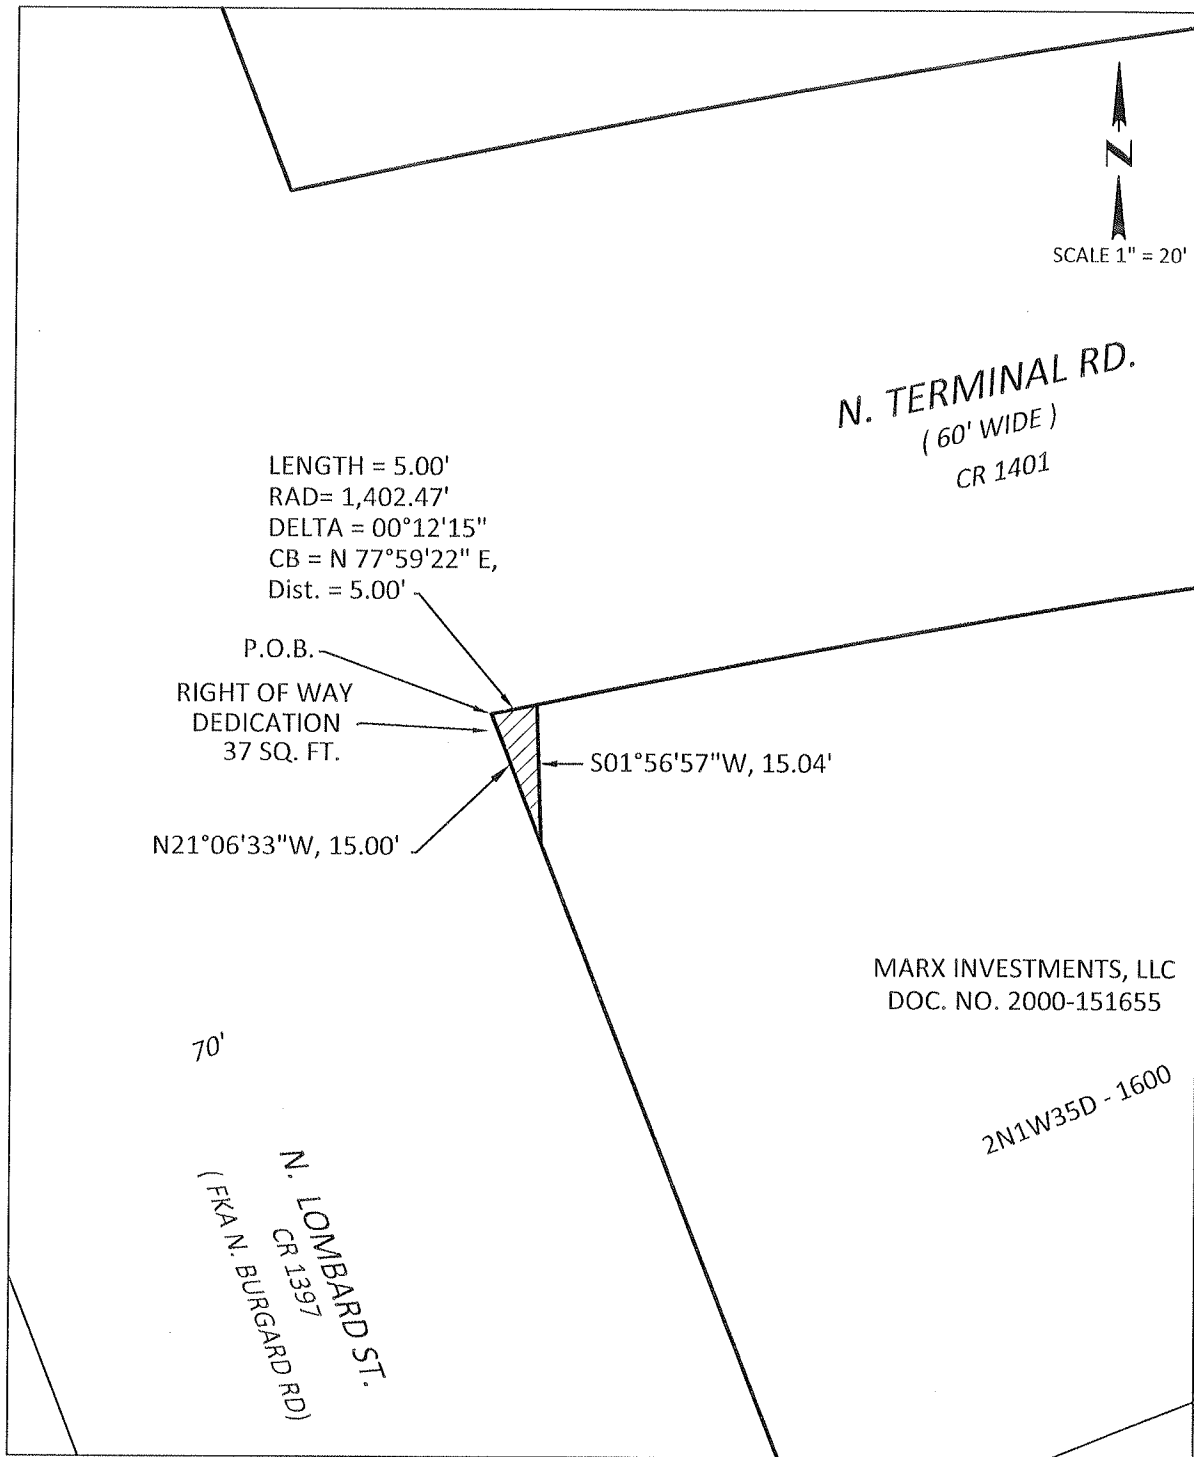 N
SCALE 1" = 20'
N. TERMINAL RD.
( 60' WIDE )
CR 1401
LENGTH = 5.00'
RAD= 1,402.47'
DELTA = 00°12'15"
CB = N 77°59'22" E,
Dist. = 5.00'
P.O.B.
RIGHT OF WAY
DEDICATION
37 SQ. FT.
S01°56'57"W, 15.04'
N21°06'33"W, 15.00'
MARX INVESTMENTS, LLC
DOC. NO. 2000-151655
70'
2N1W35D - 1600
N. LOMBARD ST.
CR 1397
( FKA N. BURGARD RD)